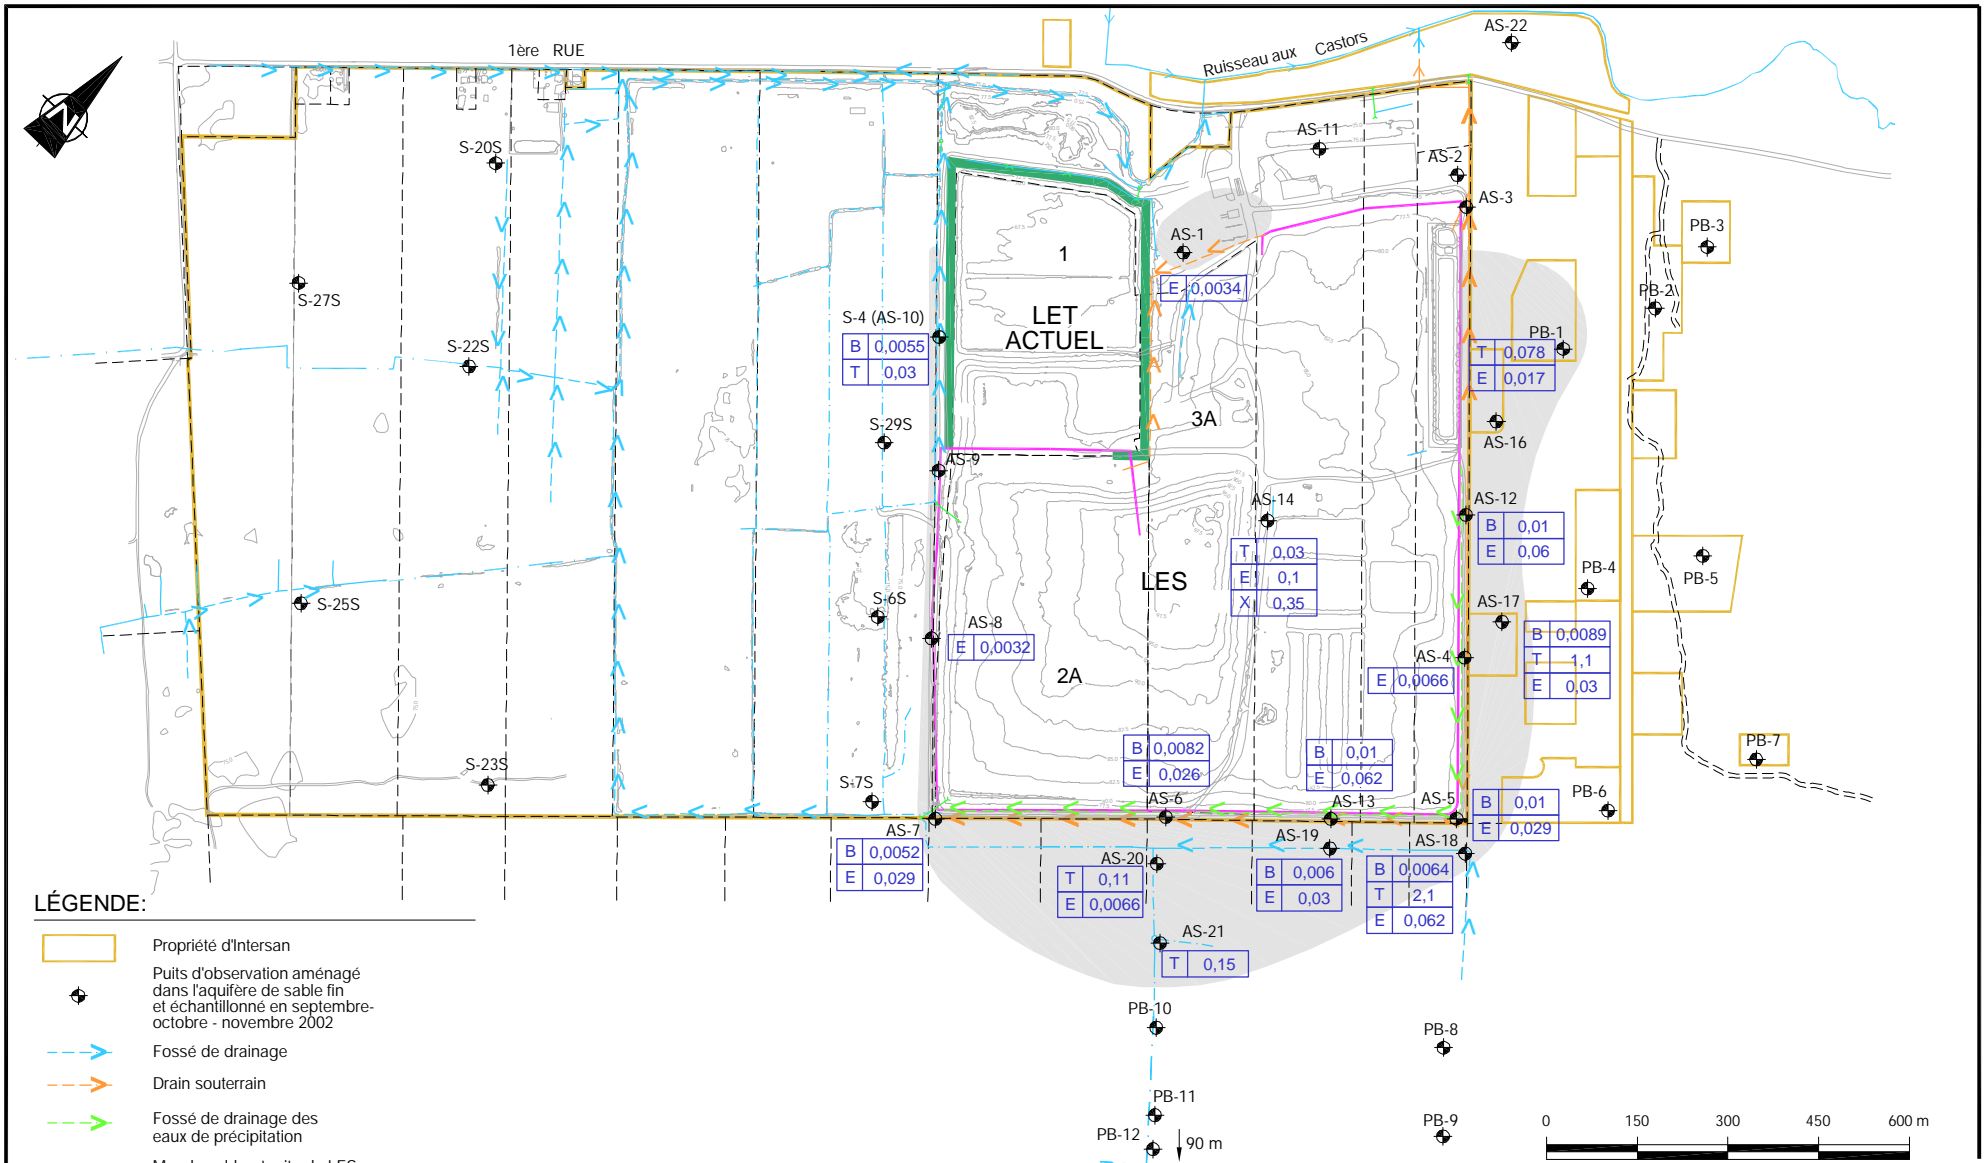 1ère RUE
Ruisseau aux Castors
AS-22
N
S-20S
AS-11
AS-2
AS-3
PB-3
AS-1
1
S-27S
E 0,0034
PB-2
LET
ACTUEL
S-4 (AS-10)
B 0,0055
T 0,03
PB-1
T 0,078
E 0,017
S-22S
3A
S-29S
AS-16
AS-9
AS-14
AS-12
B 0,01
E 0,06
T 0,03
E 0,1
X 0,35
LES
PB-4
PB-5
S-25S
S-6S
AS-17
AS-8
E 0,0032
B 0,0089
T 1,1
E 0,03
AS-4
E 0,0066
2A
PB-7
B 0,0082
E 0,026
B 0,01
E 0,062
S-23S
S-7S
AS-6
AS-13
AS-5
PB-6
B 0,01
E 0,029
AS-7
B 0,0052
E 0,029
AS-19
AS-18
AS-20
T 0,11
E 0,0066
B 0,006
E 0,03
B 0,0064
T 2,1
E 0,062
AS-21
T 0,15
PB-10
PB-8
PB-11
PB-12
90 m
PB-9
0 150 300 450 600 m
LÉGENDE:
Propriété d'Intersan
Puits d'observation aménagé
dans l'aquifère de sable fin
et échantillonné en septembre-
octobre - novembre 2002
Fossé de drainage
Drain souterrain
Fossé de drainage des
eaux de précipitation